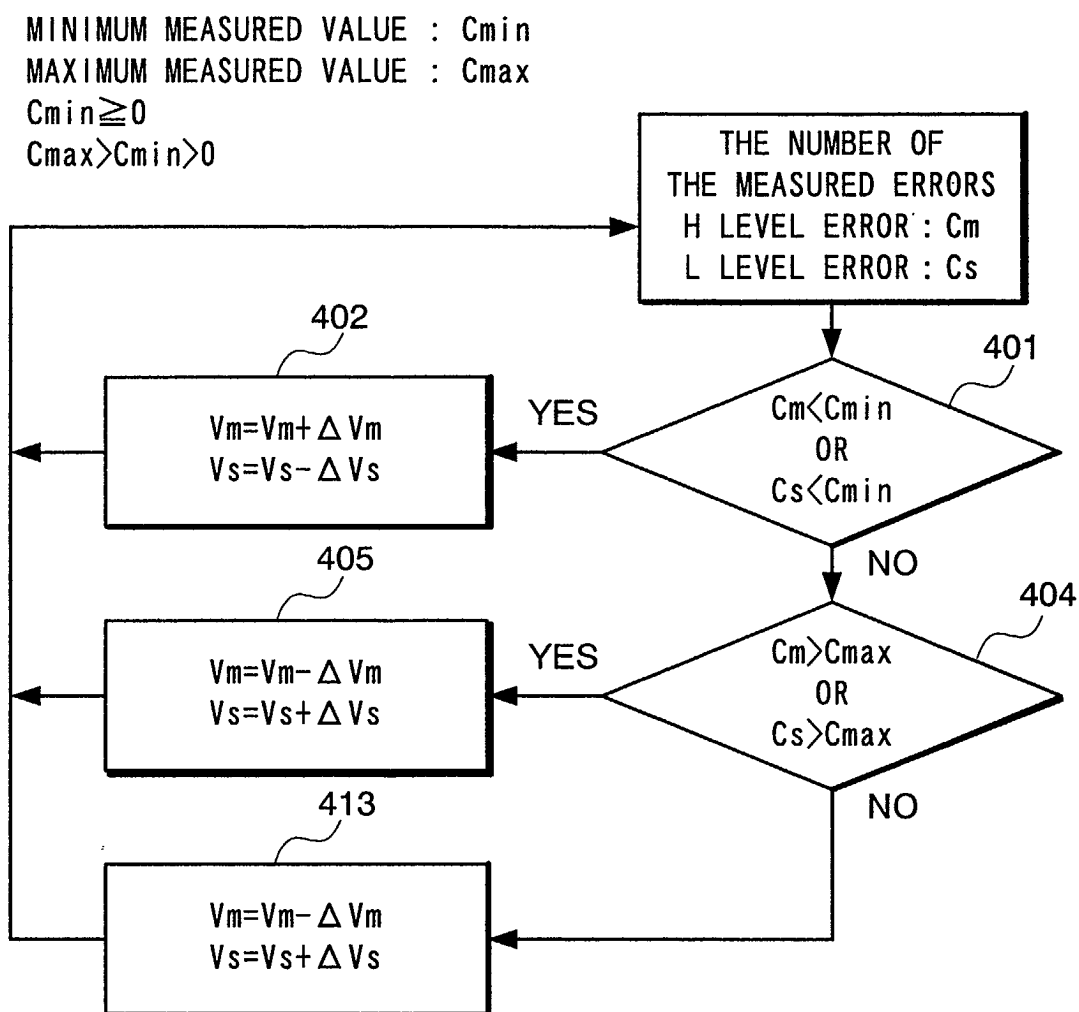 MINIMUM MEASURED VALUE : Cmin
MAXIMUM MEASURED VALUE : Cmax
Cmin≧0
Cmax>Cmin>0
THE NUMBER OF
THE MEASURED ERRORS
H LEVEL ERROR : Cm
L LEVEL ERROR : Cs
402
401
Vm=Vm+ΔVm
Vs=Vs-ΔVs
YES
Cm<Cmin
OR
Cs<Cmin
NO
405
404
Vm=Vm-ΔVm
Vs=Vs+ΔVs
YES
Cm>Cmax
OR
Cs>Cmax
NO
413
Vm=Vm-ΔVm
Vs=Vs+ΔVs